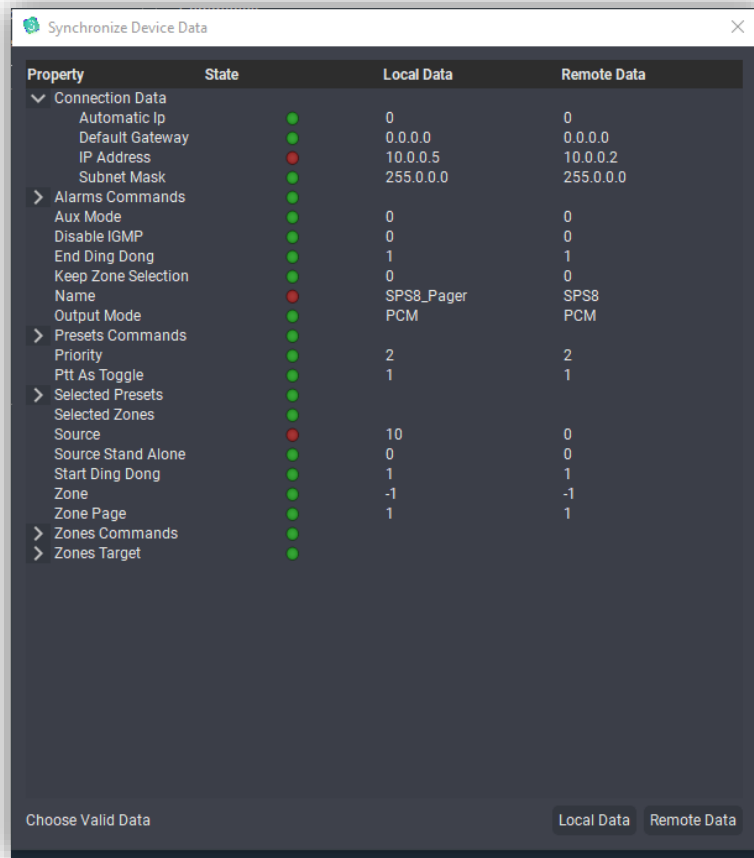 Synchronize Device Data
Property State Local Data Remote Data
Connection Data
Automatic Ip 0 0
Default Gateway 0.0.0.0 0.0.0.0
IP Address 10.0.0.5 10.0.0.2
Subnet Mask 255.0.0.0 255.0.0.0
Alarms Commands
Aux Mode 0 0
Disable IGMP 0 0
End Ding Dong 1 1
Keep Zone Selection 0 0
Name SPS8_Pager SPS8
Output Mode PCM PCM
Presets Commands
Priority 2 2
Ptt As Toggle 1 1
Selected Presets
Selected Zones
Source 10 0
Source Stand Alone 0 0
Start Ding Dong 1 1
Zone -1 -1
Zone Page 1 1
Zones Commands
Zones Target
Choose Valid Data Local Data Remote Data